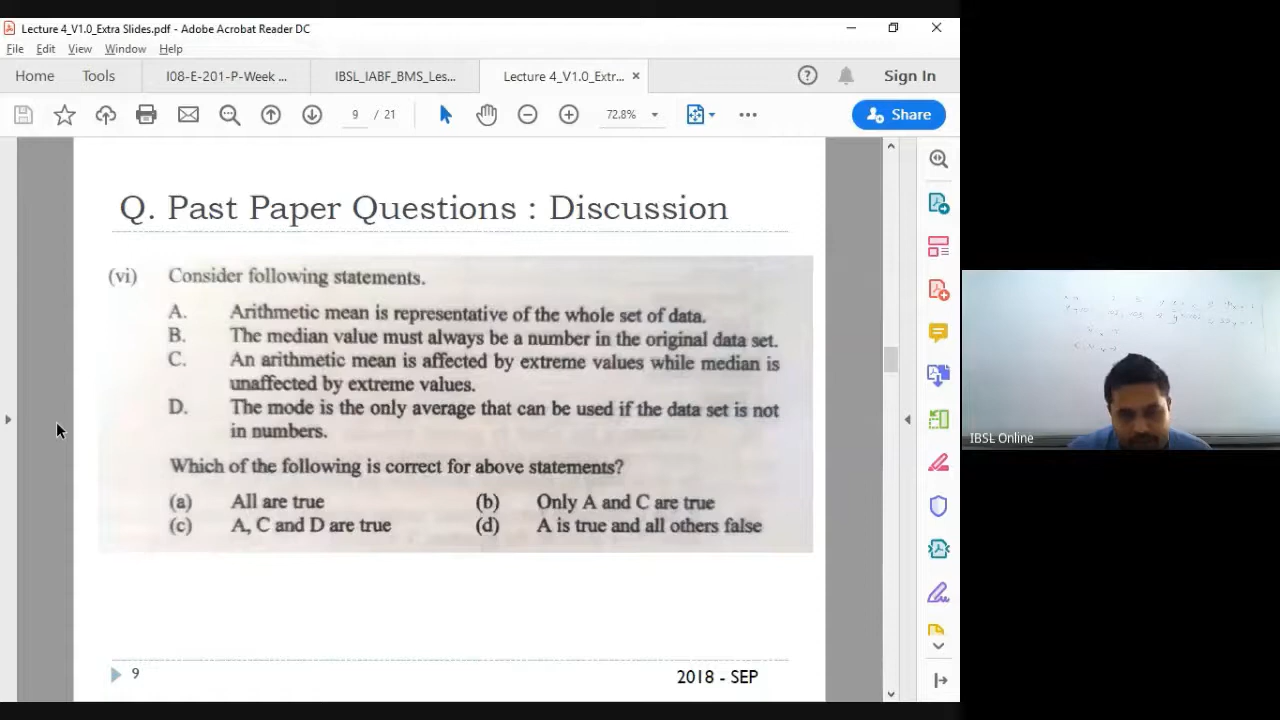 Lecture 4_V1.0_Extra Slides.pdf - Adobe Acrobat Reader DC
File Edit View Window Help
Home Tools I08-E-201-P-Week ... IBSL_IABF_BMS_Les... Lecture 4_V1.0_Extr... × Sign In
9 / 21 72.8% Share
Q. Past Paper Questions : Discussion
(vi) Consider following statements.
A. Arithmetic mean is representative of the whole set of data.
B. The median value must always be a number in the original data set.
C. An arithmetic mean is affected by extreme values while median is
unaffected by extreme values.
D. The mode is the only average that can be used if the data set is not
in numbers.
Which of the following is correct for above statements?
(a) All are true (b) Only A and C are true
(c) A, C and D are true (d) A is true and all others false
9 2018 - SEP
IBSL Online